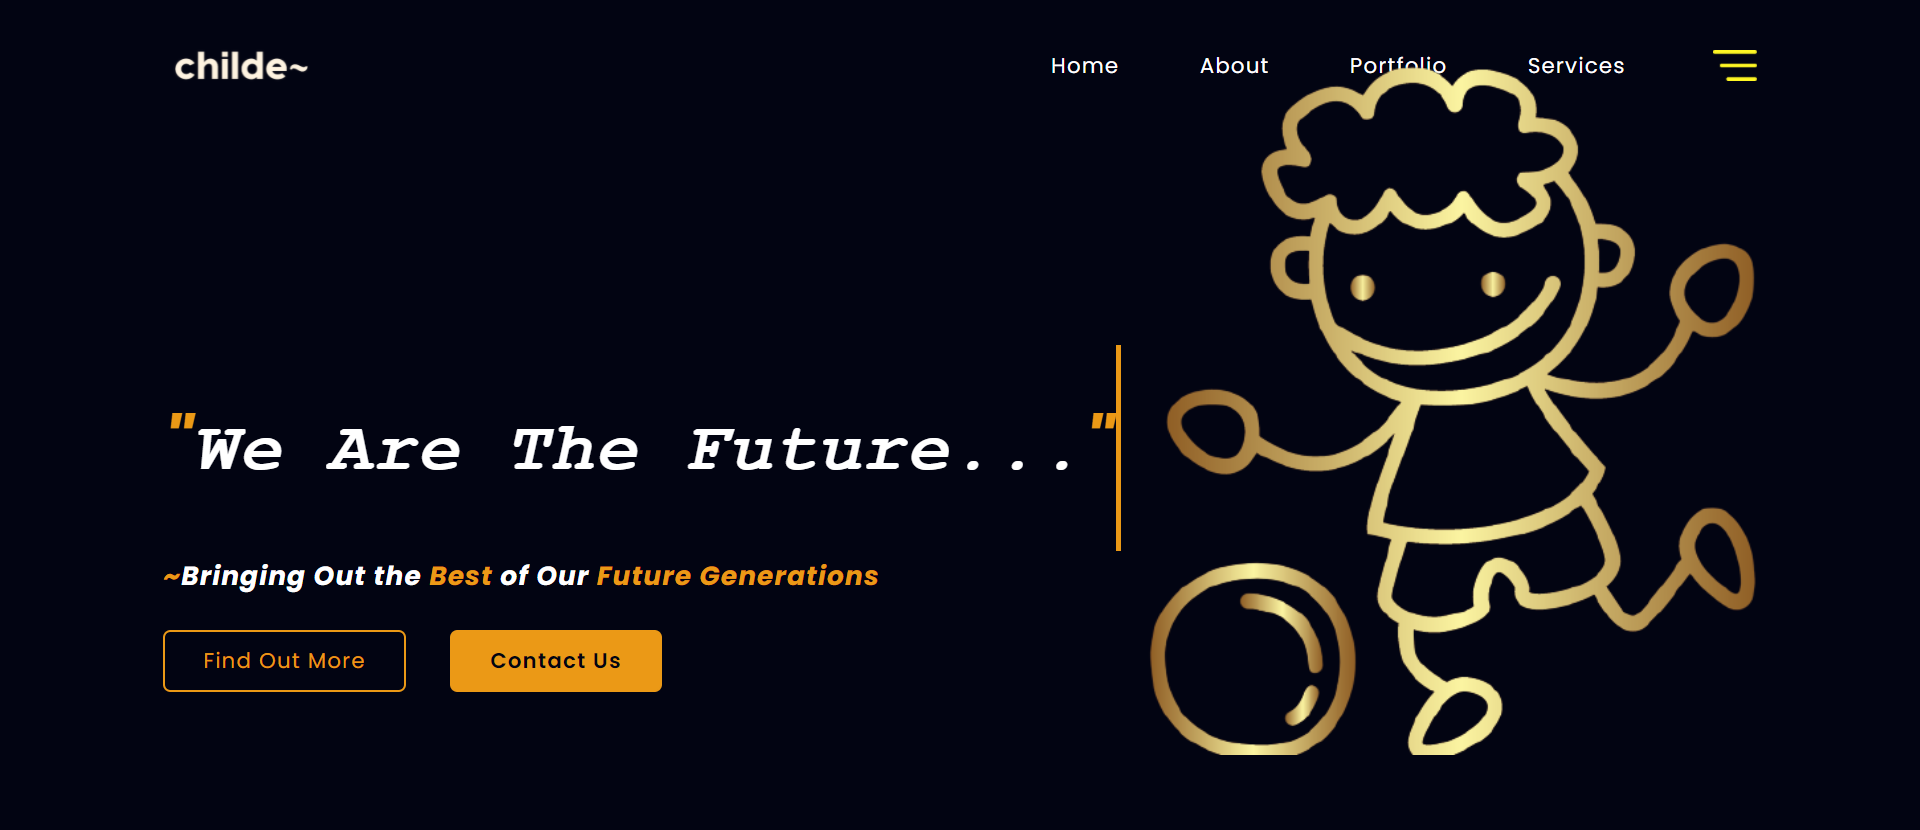 childe~
Home About Portfolio Services
"We Are The Future..."
~Bringing Out the Best of Our Future Generations
Find Out More Contact Us